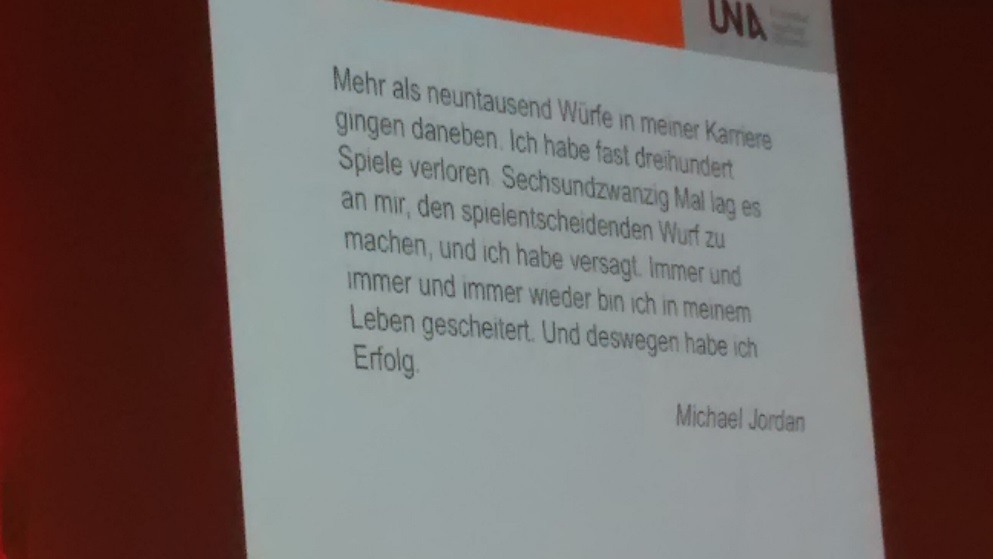 UVA
Mehr als neuntausend Würfe in meiner Karriere
gingen daneben. Ich habe fast dreihundert
Spiele verloren. Sechsundzwanzig Mal lag es
an mir, den spielentscheidenden Wurf zu
machen, und ich habe versagt. Immer und
immer und immer wieder bin ich in meinem
Leben gescheitert. Und deswegen habe ich
Erfolg.
Michael Jordan